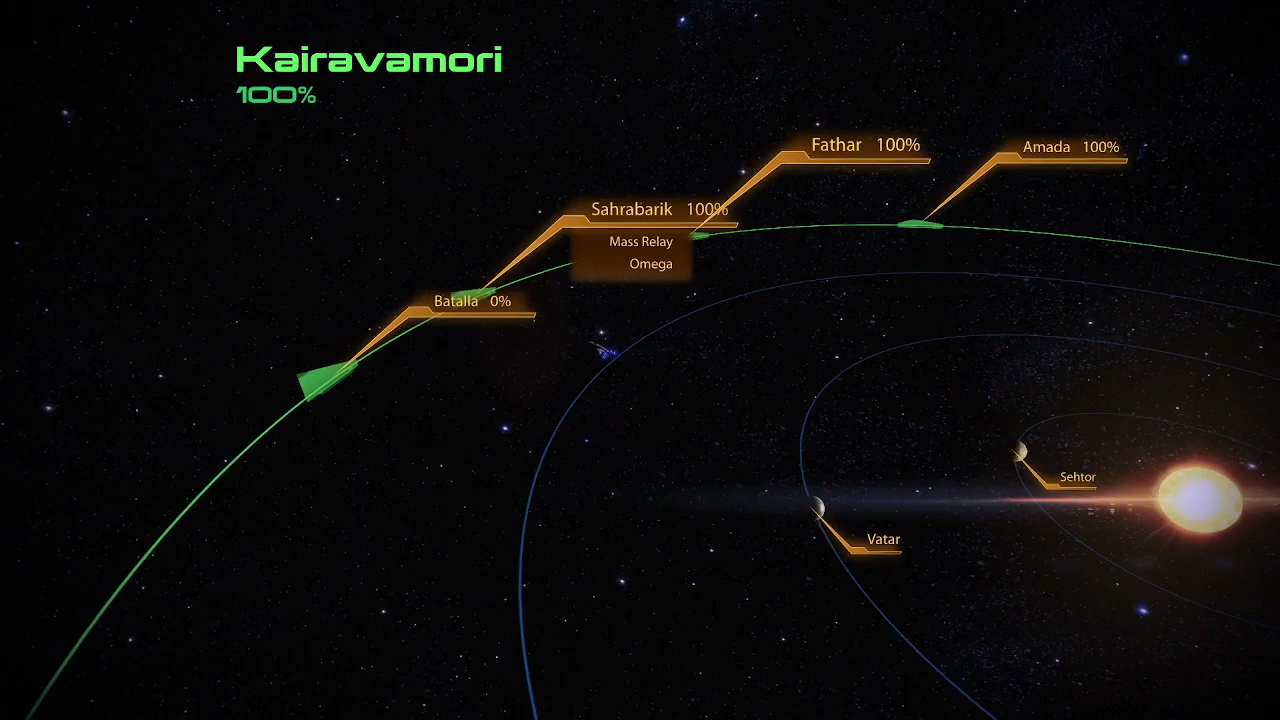 Kairavamori
100%
Fathar 100%
Amada 100%
Sahrabarik 100%
Mass Relay
Omega
Batalla 0%
Sehtor
Vatar